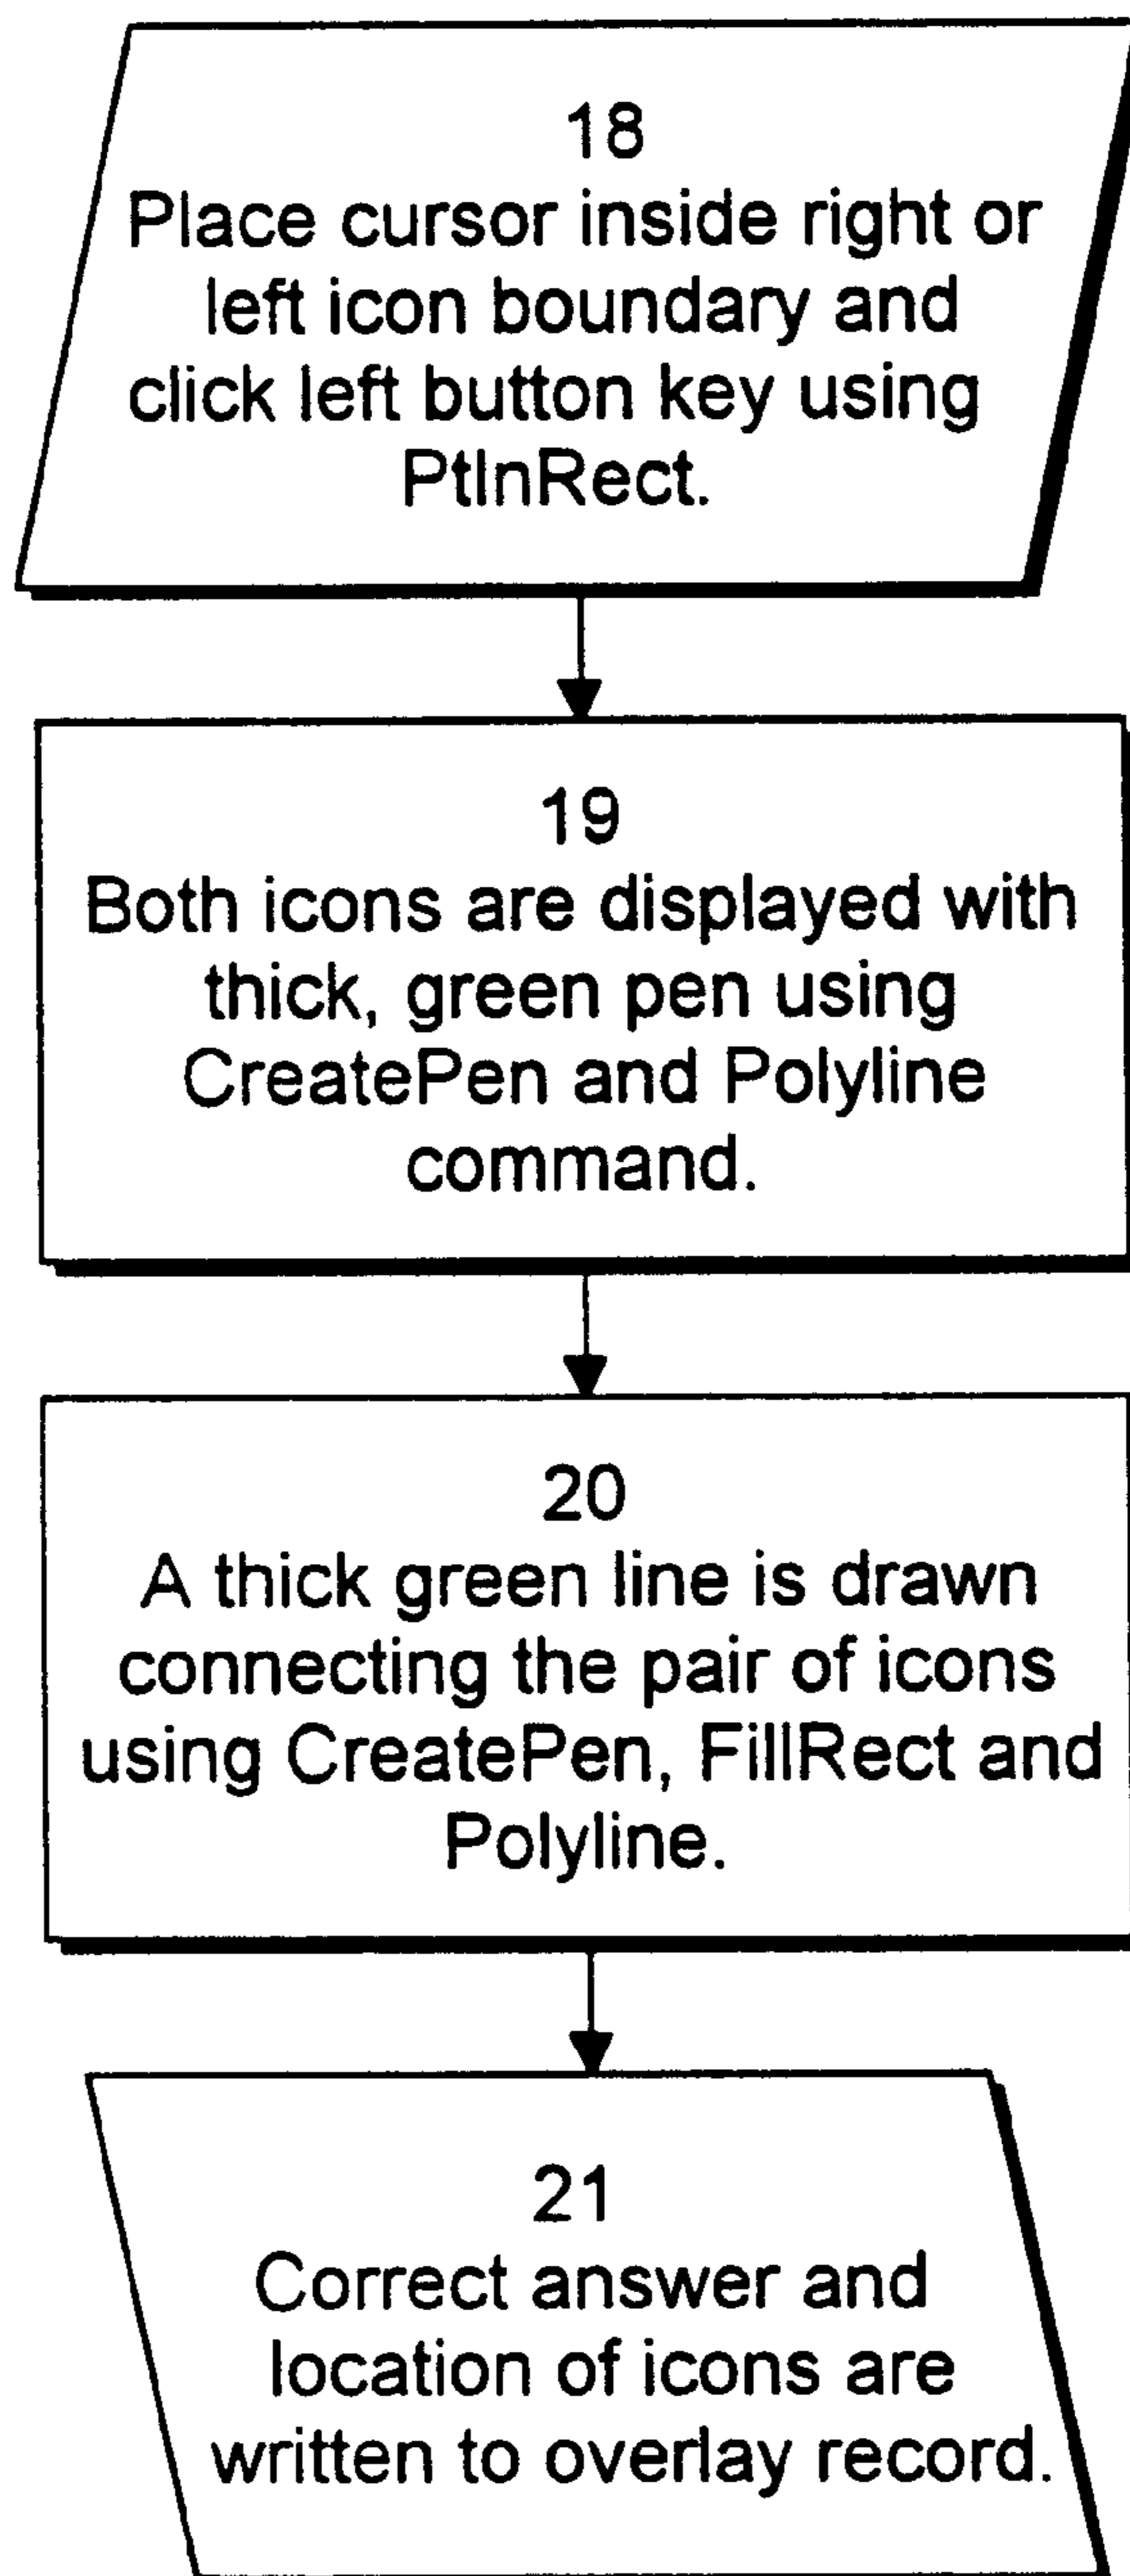 18
Place cursor inside right or
left icon boundary and
click left button key using
PtInRect.
19
Both icons are displayed with
thick, green pen using
CreatePen and Polyline
command.
20
A thick green line is drawn
connecting the pair of icons
using CreatePen, FillRect and
Polyline.
21
Correct answer and
location of icons are
written to overlay record.